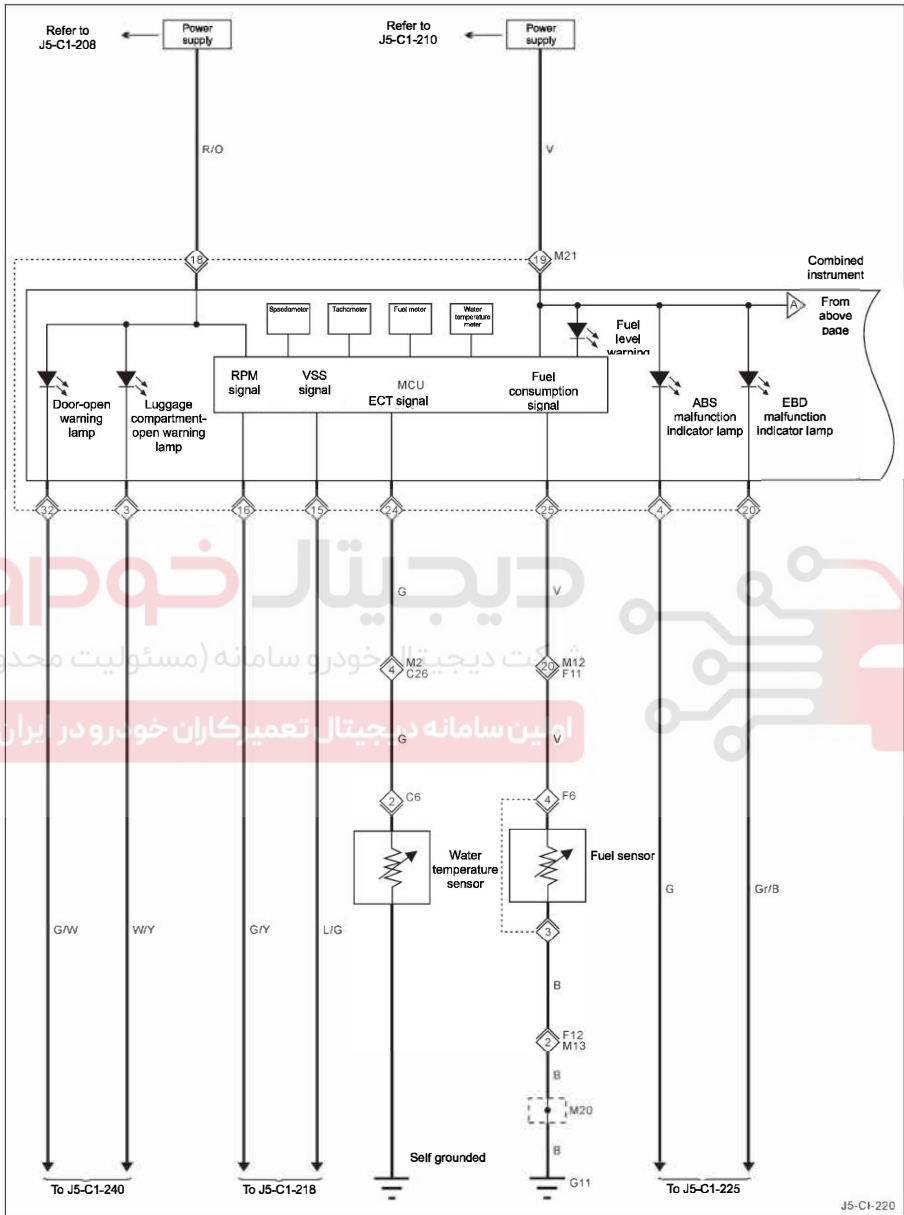 Refer to
J5-C1-208
Power
supply
Refer to
J5-C1-210
Power
supply
R/O
V
18
19
M21
Combined
instrument
Speedometer
Tachometer
Fuel meter
Water
temperature
meter
A
From
above
page
Fuel
level
warning
Door-open
warning
lamp
Luggage
compartment-
open warning
lamp
RPM
signal
VSS
signal
MCU
ECT signal
Fuel
consumption
signal
ABS
malfunction
indicator lamp
EBD
malfunction
indicator lamp
32
3
16
15
24
25
4
20
دیجیتال خودرو
شرکت دیجیتال خودرو سامانه (مسئولیت محدو
اولین سامانه دیجیتال تعمیرکاران خودرو در ایران
G
V
4
M2
C26
20
M12
F11
G
V
2
C6
4
F6
Water
temperature
sensor
Fuel sensor
G/W
W/Y
G/Y
L/G
3
G
Gr/B
B
2
F12
M13
B
M20
B
Self grounded
G11
To J5-C1-240
To J5-C1-218
To J5-C1-225
J5-CI-220